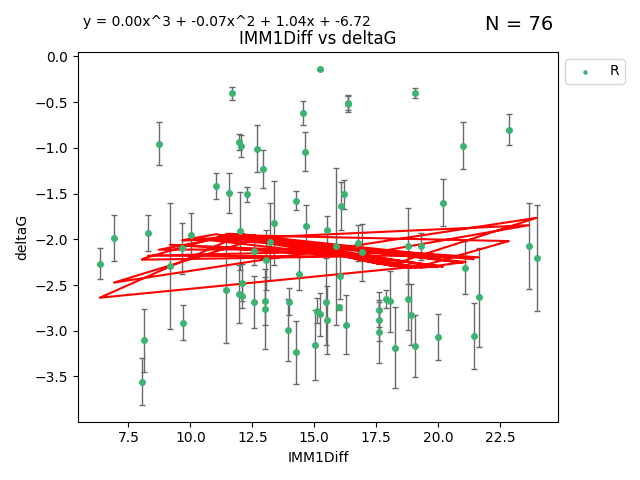 y = 0.00x^3 + -0.07x^2 + 1.04x + -6.72
N = 76
IMM1Diff vs deltaG
R
0.0
−0.5
−1.0
−1.5
−2.0
−2.5
−3.0
−3.5
deltaG
7.5 10.0 12.5 15.0 17.5 20.0 22.5
IMM1Diff